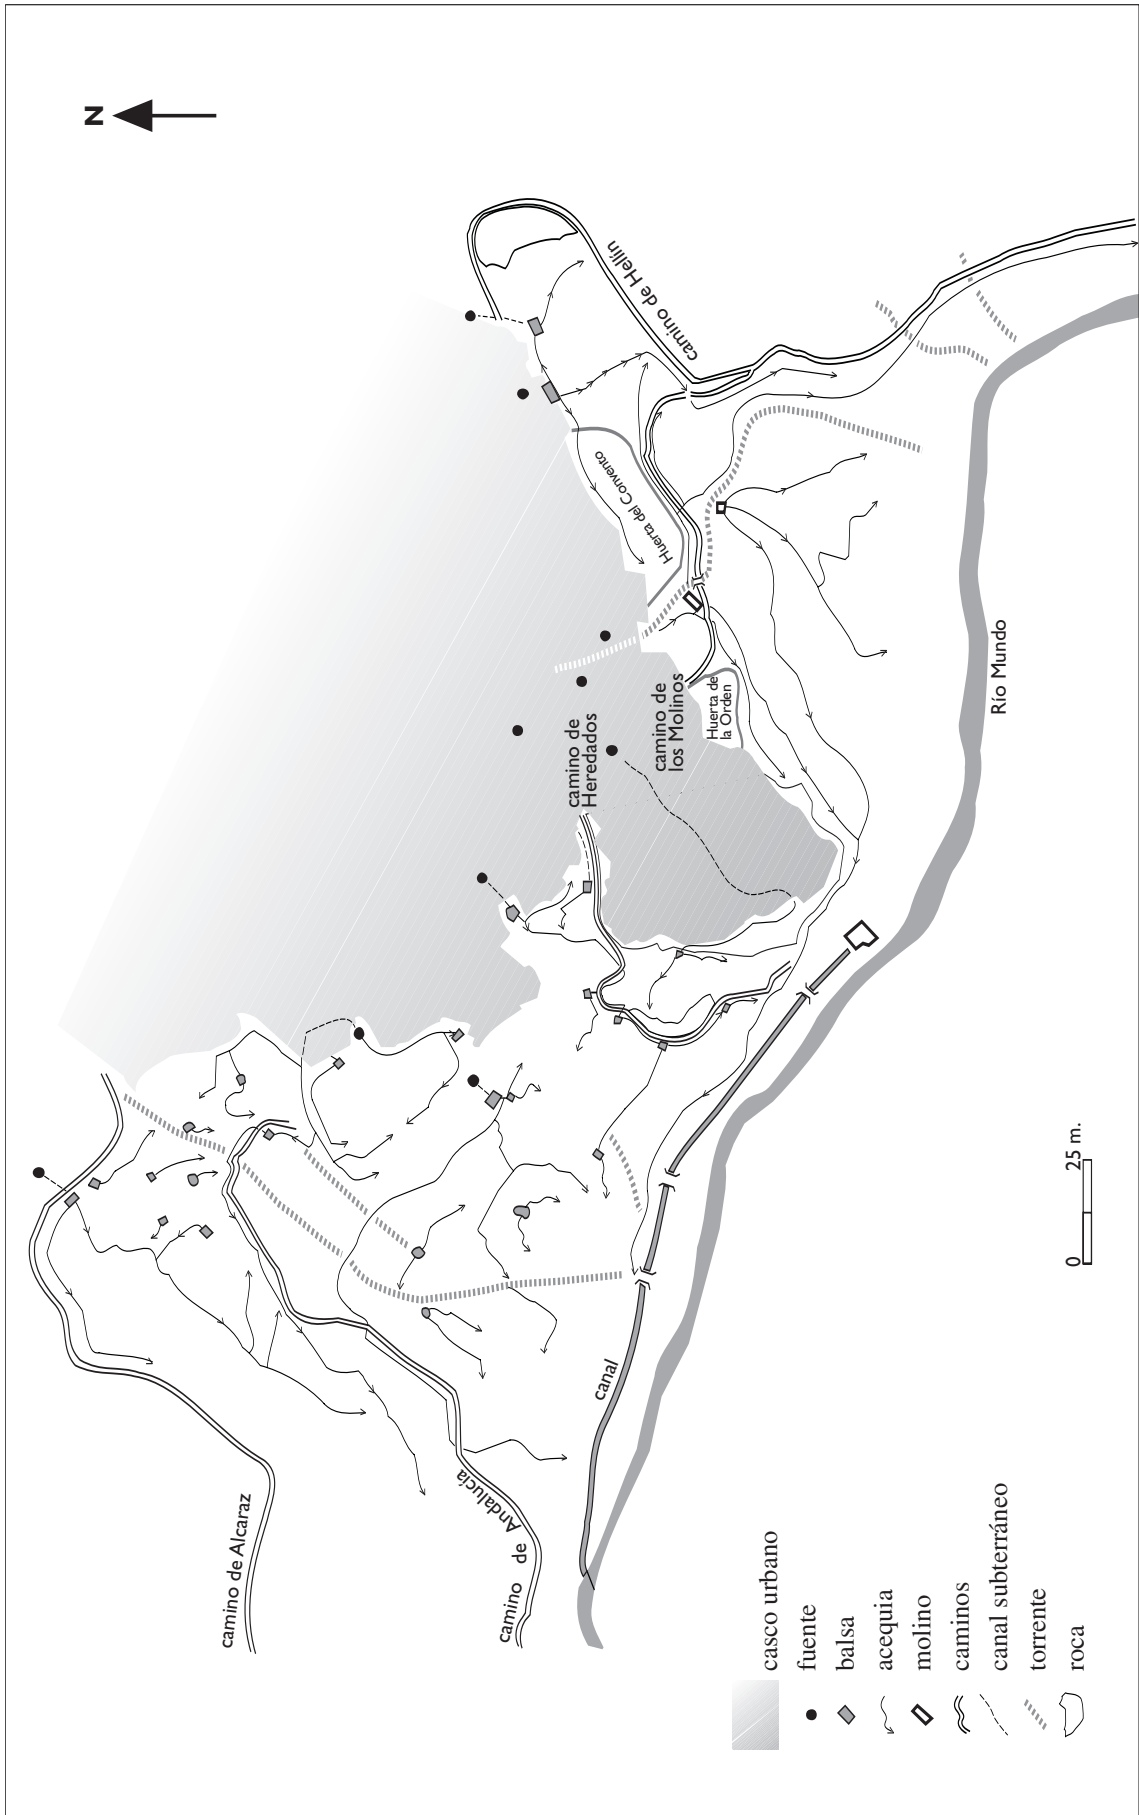 N
camino de Hellín
Huerta del Convento
camino de
los Molinos
Huerta de
la Orden
camino de
Heredados
Río Mundo
canal
camino de Alcaraz
camino de Andalucía
0 25 m.
casco urbano
fuente
balsa
acequia
molino
caminos
canal subterráneo
torrente
roca